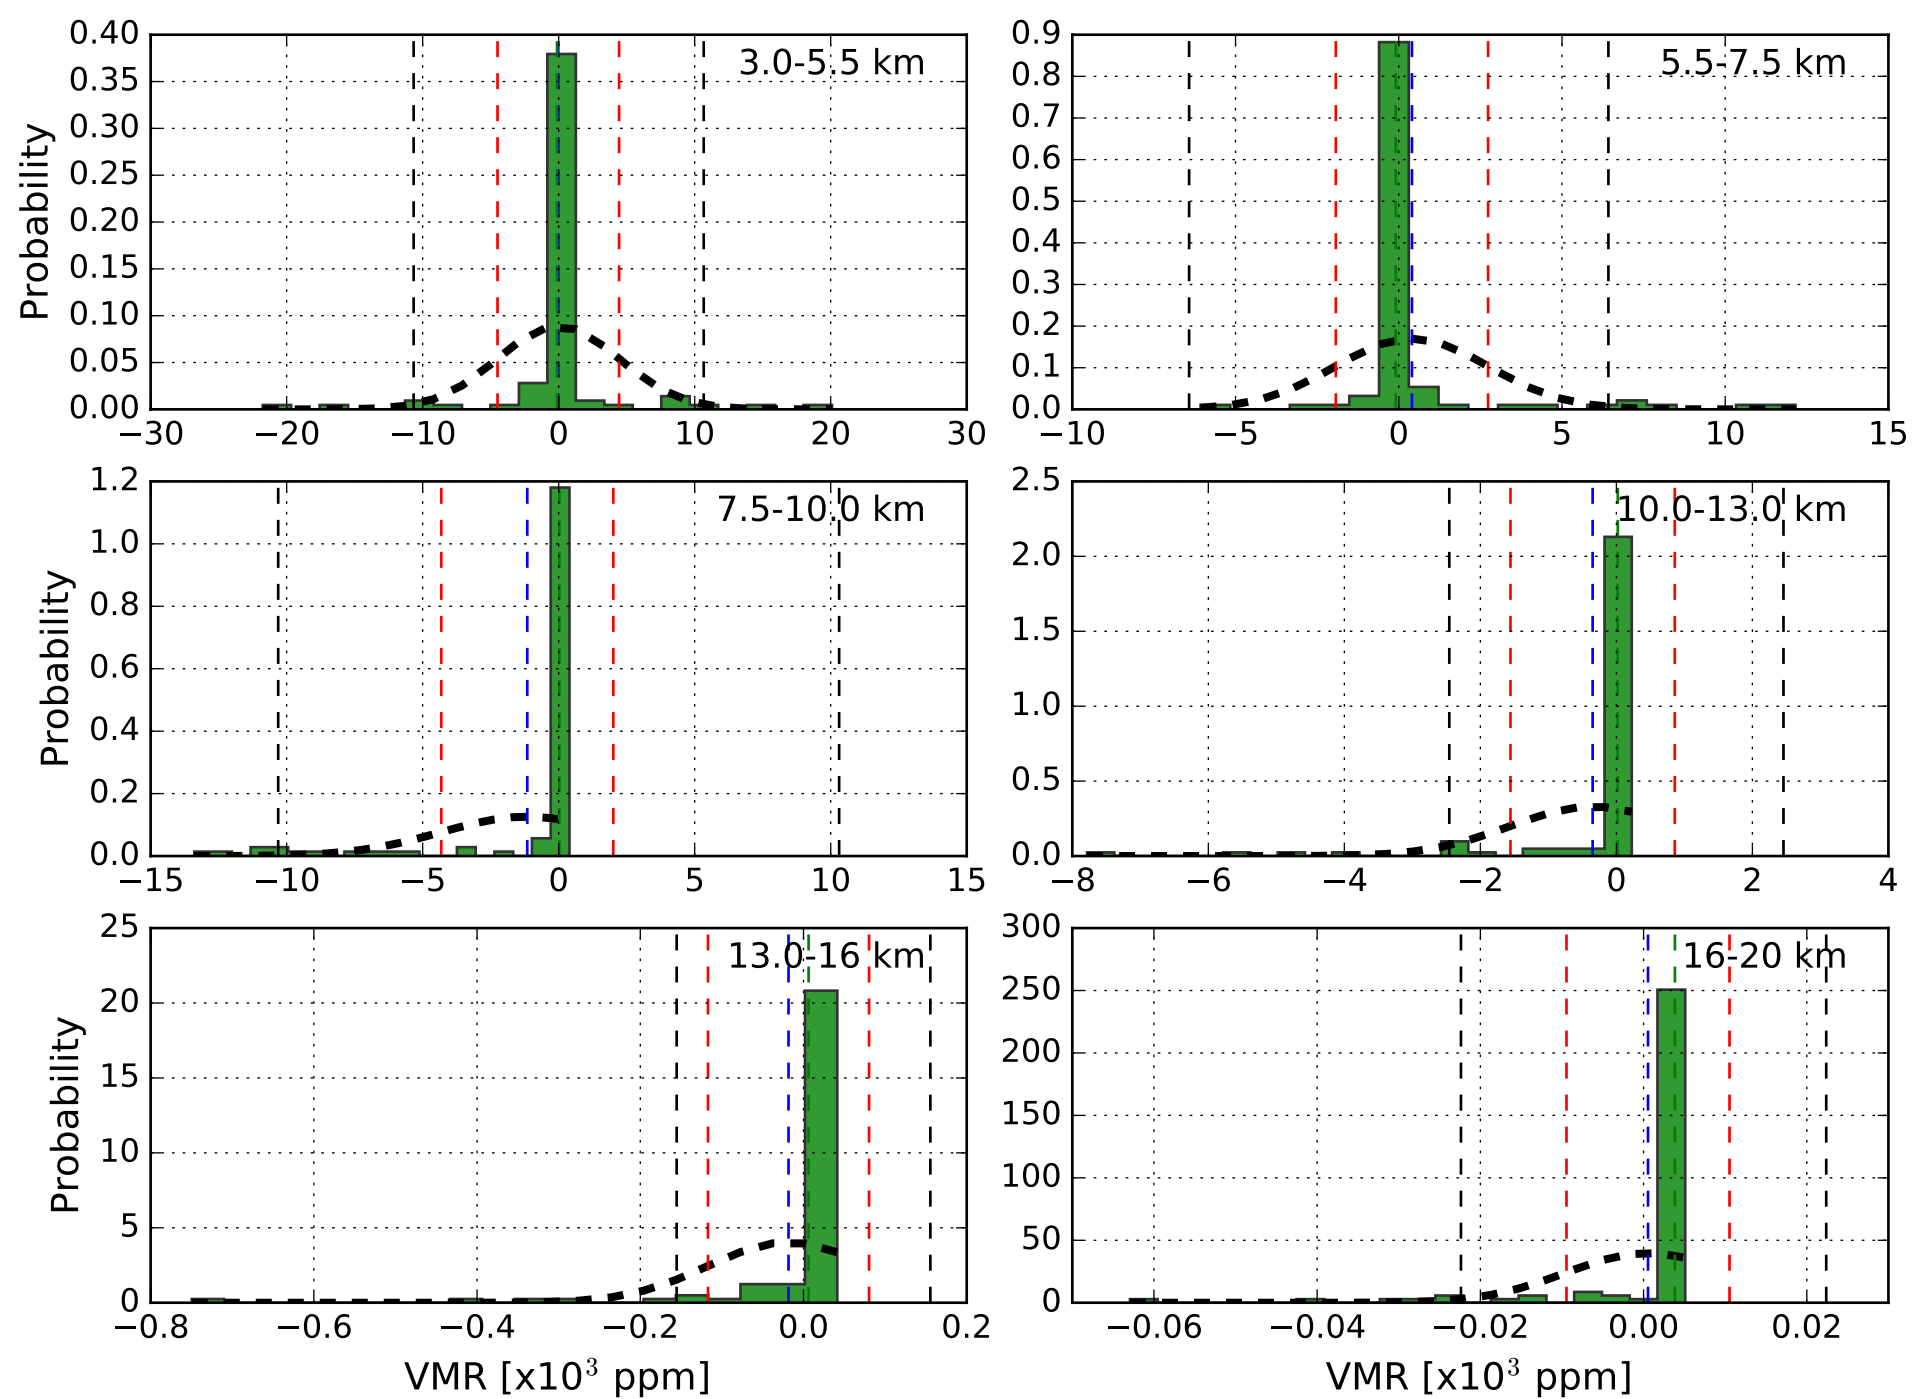 3.0-5.5 km
Probability
0.40
0.35
0.30
0.25
0.20
0.15
0.10
0.05
0.00
−30 −20 −10 0 10 20 30
5.5-7.5 km
0.9
0.8
0.7
0.6
0.5
0.4
0.3
0.2
0.1
0.0
−10 −5 0 5 10 15
7.5-10.0 km
Probability
1.2
1.0
0.8
0.6
0.4
0.2
0.0
−15 −10 −5 0 5 10 15
10.0-13.0 km
2.5
2.0
1.5
1.0
0.5
0.0
−8 −6 −4 −2 0 2 4
13.0-16 km
Probability
25
20
15
10
5
0
−0.8 −0.6 −0.4 −0.2 0.0 0.2
VMR [x10³ ppm]
16-20 km
300
250
200
150
100
50
0
−0.06 −0.04 −0.02 0.00 0.02
VMR [x10³ ppm]